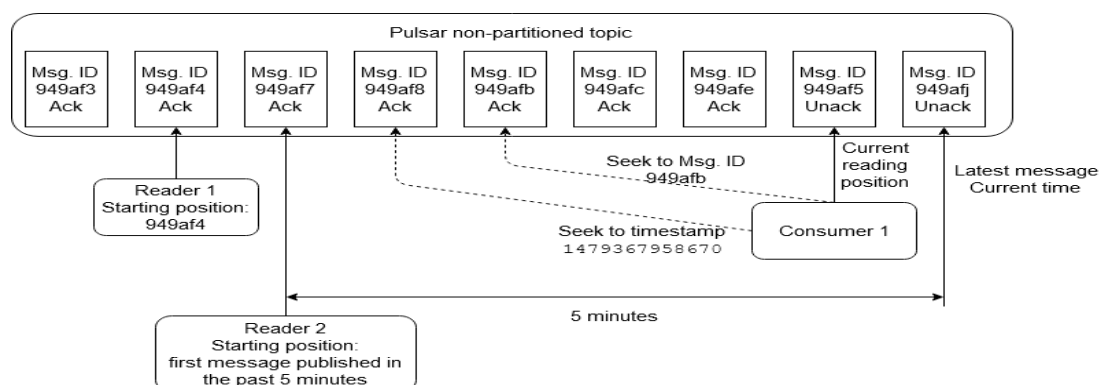 Pulsar non-partitioned topic
Msg. ID
949af3
Ack
Msg. ID
949af4
Ack
Msg. ID
949af7
Ack
Msg. ID
949af8
Ack
Msg. ID
949afb
Ack
Msg. ID
949afc
Ack
Msg. ID
949afe
Ack
Msg. ID
949af5
Unack
Msg. ID
949afj
Unack
Reader 1
Starting position:
949af4
Seek to Msg. ID
949afb
Current
reading
position
Latest message
Current time
Seek to timestamp
1479367958670
Consumer 1
5 minutes
Reader 2
Starting position:
first message published in
the past 5 minutes